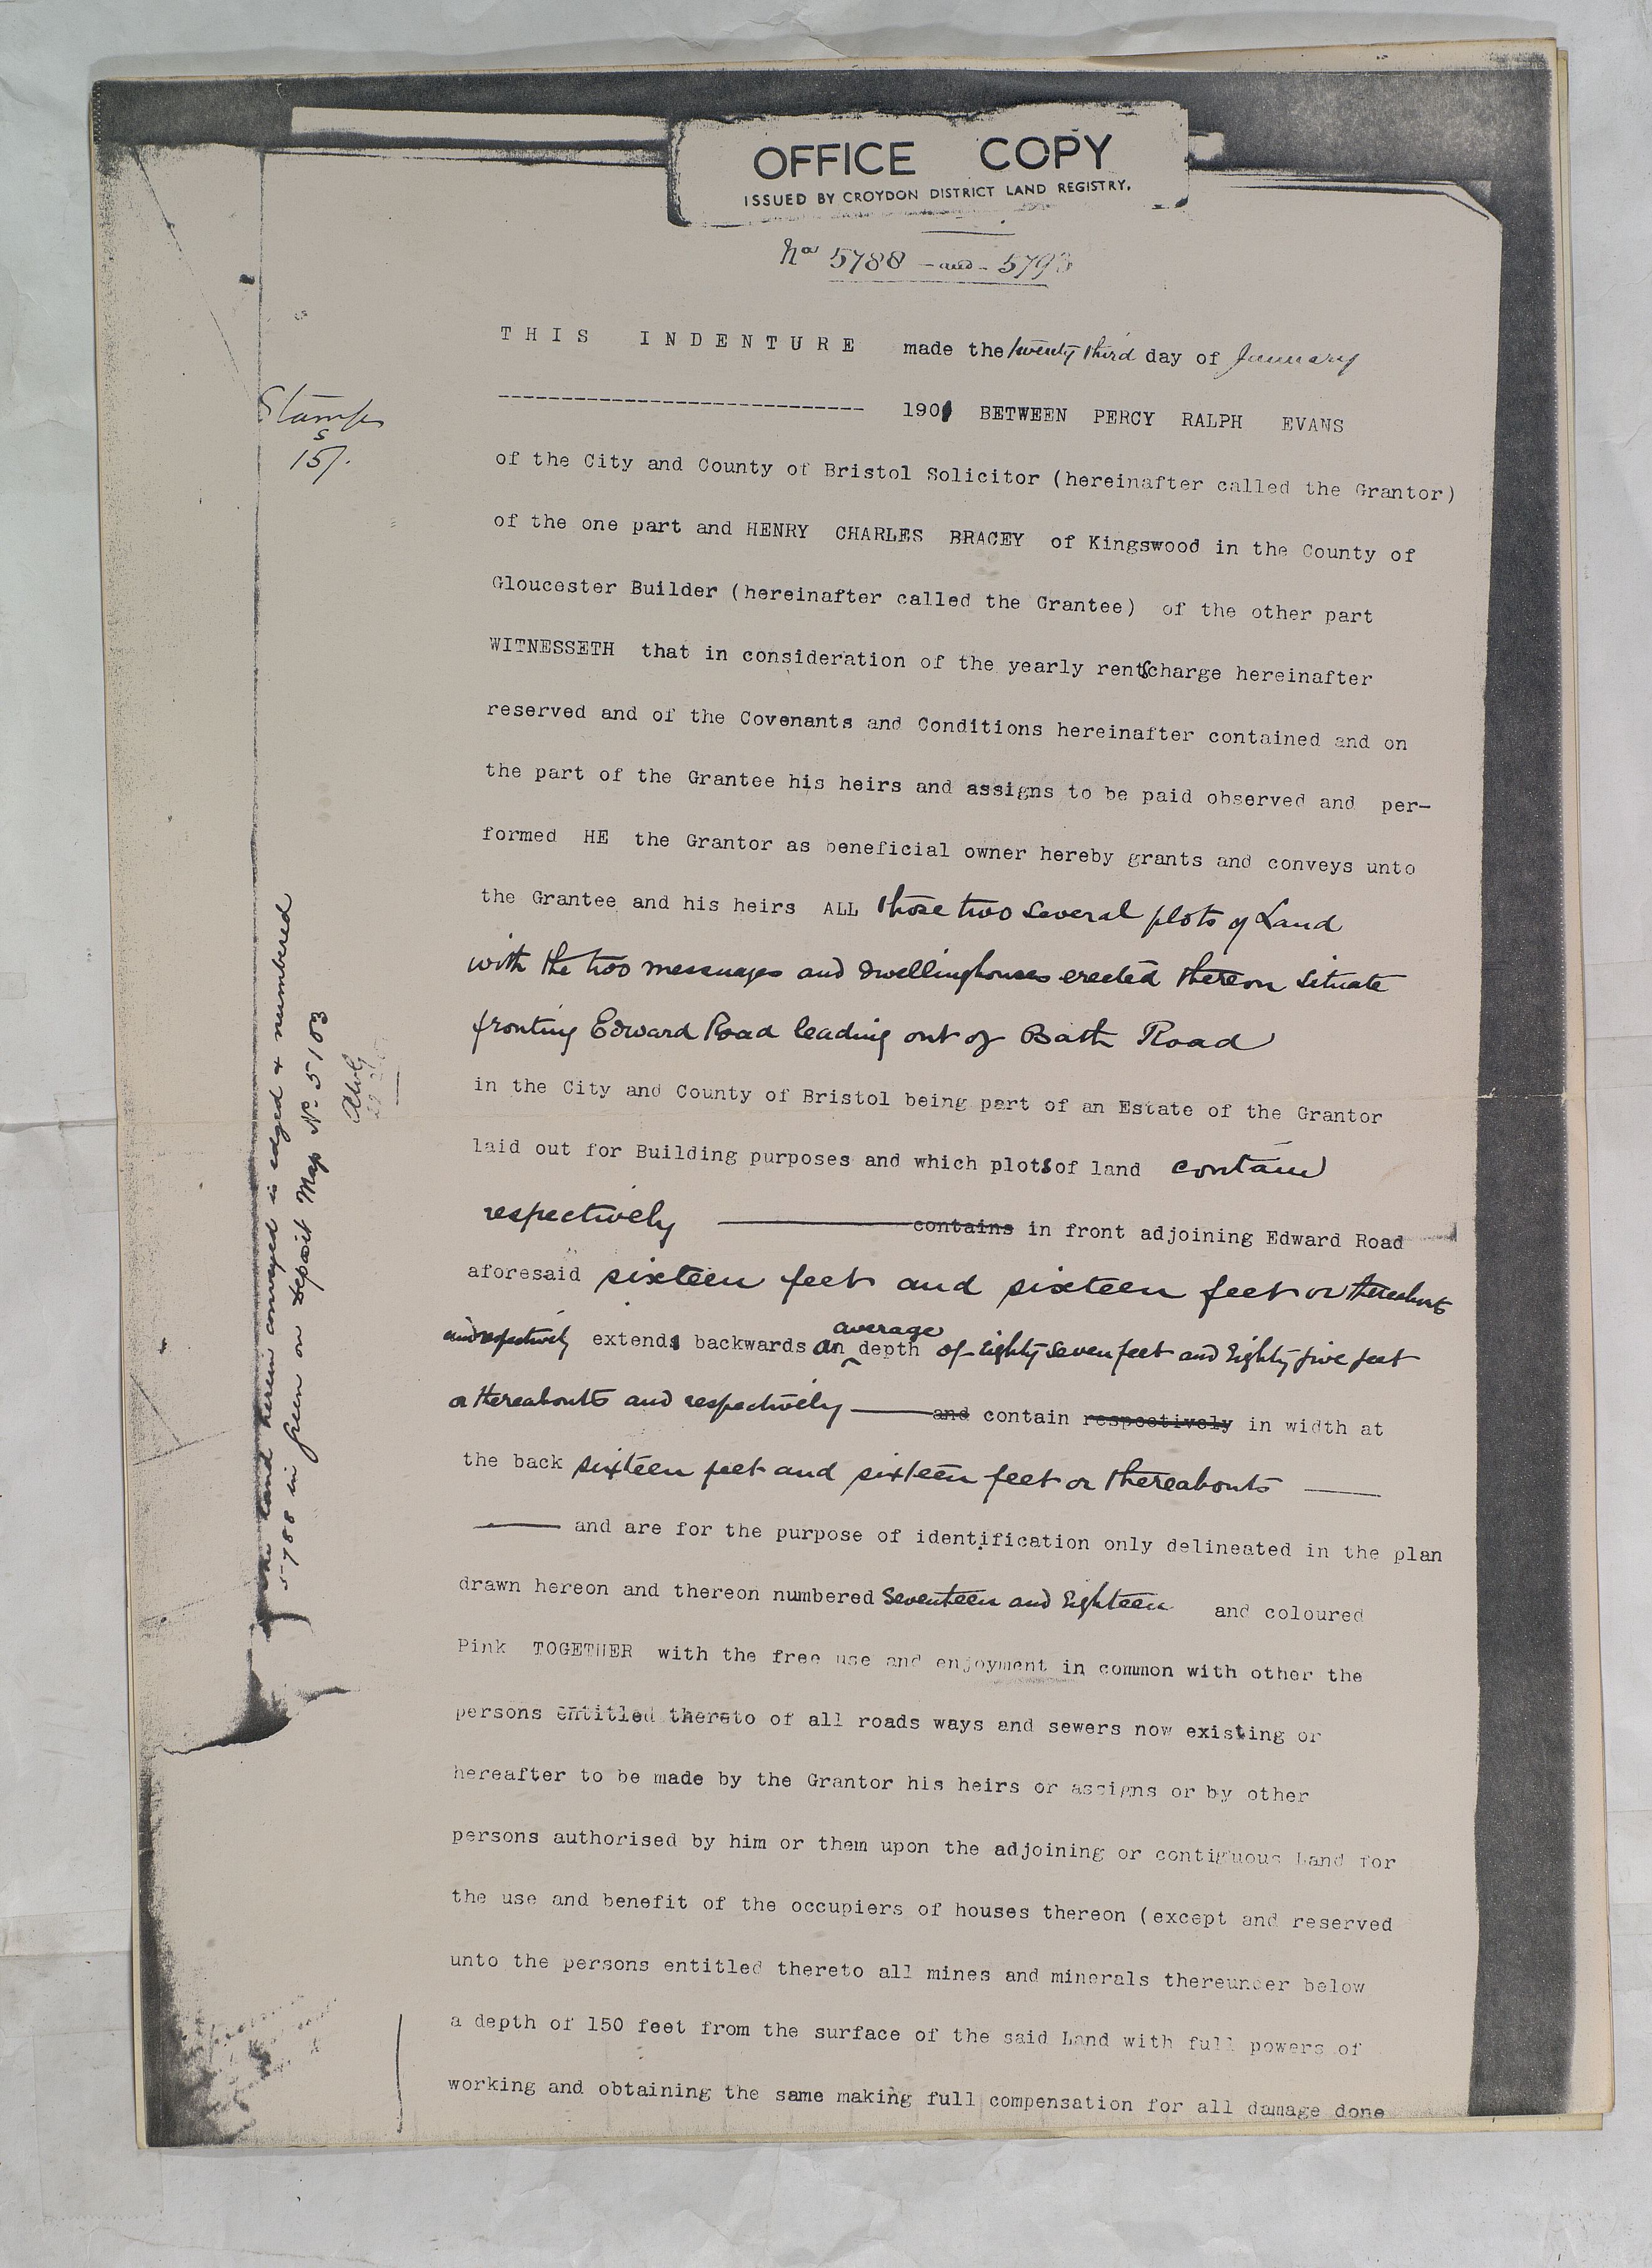 OFFICE COPY
ISSUED BY CROYDON DISTRICT LAND REGISTRY.
Nos 5788 - and - 5793
THIS INDENTURE made the twenty third day of January
Stamps
--------------------------- 190 BETWEEN PERCY RALPH EVANS
s
15/.
of the City and County of Bristol Solicitor (hereinafter called the Grantor)
of the one part and HENRY CHARLES BRACEY of Kingswood in the County of
Gloucester Builder (hereinafter called the Grantee) of the other part
WITNESSETH that in consideration of the yearly rentscharge hereinafter
reserved and of the Covenants and Conditions hereinafter contained and on
the part of the Grantee his heirs and assigns to be paid observed and per-
formed HE the Grantor as beneficial owner hereby grants and conveys unto
the Grantee and his heirs ALL those two several plots of Land
with the two messuages and dwellinghouses erected thereon situate
fronting Edward Road leading out of Bath Road
in the City and County of Bristol being part of an Estate of the Grantor
laid out for Building purposes and which plots of land contain
respectively contains in front adjoining Edward Road
aforesaid sixteen feet and sixteen feet or thereabouts
average
and respectively extends backwards an depth of Eighty seven feet and Eighty five feet
or thereabouts and respectively and contain respectively in width at
the back sixteen feet and sixteen feet or thereabouts
and are for the purpose of identification only delineated in the plan
drawn hereon and thereon numbered Seventeen and Eighteen and coloured
Pink TOGETHER with the free use and enjoyment in common with other the
persons entitled thereto of all roads ways and sewers now existing or
hereafter to be made by the Grantor his heirs or assigns or by other
persons authorised by him or them upon the adjoining or contiguous Land for
the use and benefit of the occupiers of houses thereon (except and reserved
unto the persons entitled thereto all mines and minerals thereunder below
a depth of 150 feet from the surface of the said Land with full powers of
working and obtaining the same making full compensation for all damage done
land herein conveyed is edged & numbered
5788 in green on Deposit Map No 5103